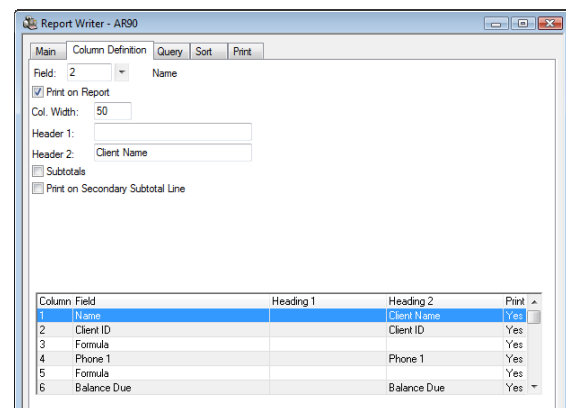 Report Writer - AR90
Main Column Definition Query Sort Print
Field: 2 Name
Print on Report
Col. Width: 50
Header 1:
Header 2: Client Name
Subtotals
Print on Secondary Subtotal Line
Column Field Heading 1 Heading 2 Print
1 Name Client Name Yes
2 Client ID Client ID Yes
3 Formula Yes
4 Phone 1 Phone 1 Yes
5 Formula Yes
6 Balance Due Balance Due Yes